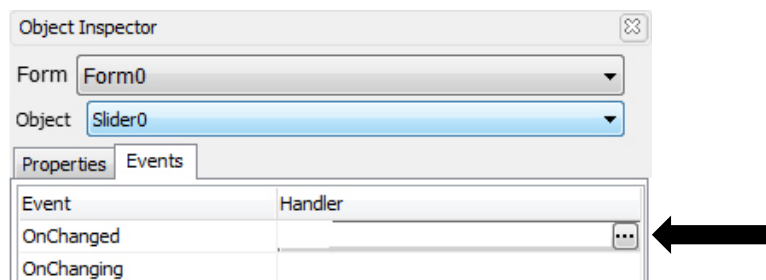 Object Inspector
Form Form0
Object Slider0
Properties Events
Event Handler
OnChanged ...
OnChanging